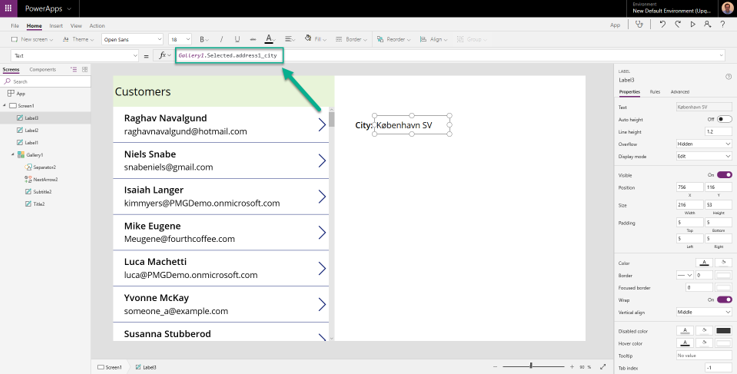 PowerApps
Environment
New Default Environment (Uppa...
File Home Insert View Action
App
New screen Theme Open Sans 16 B I U abc A Fill Border Reorder Align Group
Text = fx Gallery1.Selected.address1_city
Screens Components
Search
App
Screen1
Label3
Label2
Label1
Gallery1
Separator2
NextArrow2
Subtitle2
Title2
Customers
Raghav Navalgund
raghavnavalgund@hotmail.com
Niels Snabe
snabeniels@gmail.com
Isaiah Langer
kimmyers@PMGDemo.onmicrosoft.com
Mike Eugene
Meugene@fourthcoffee.com
Luca Machetti
luca@PMGDemo.onmicrosoft.com
Yvonne McKay
someone_a@example.com
Susanna Stubberod
City: København SV
LABEL
Label3
Properties Rules Advanced
Text København SV
Auto height Off
Line height 1.2
Overflow Hidden
Display mode Edit
Visible On
Position 756 116
X Y
Size 216 53
Width Height
Padding 5 5
Top Bottom
5 5
Left Right
Color A
Border 0
Focused border 0
Wrap On
Vertical align Middle
Disabled color A
Hover color A
Tooltip No value
Tab index -1
Screen1 Label3
80 %